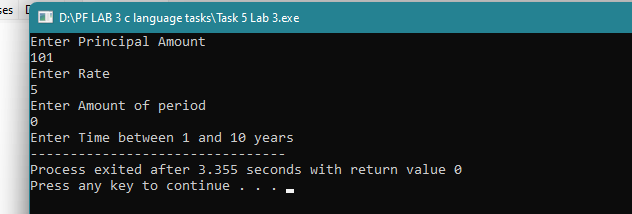 ses
D:\PF LAB 3 c language tasks\Task 5 Lab 3.exe
Enter Principal Amount
101
Enter Rate
5
Enter Amount of period
0
Enter Time between 1 and 10 years
--------------------------------
Process exited after 3.355 seconds with return value 0
Press any key to continue . . .